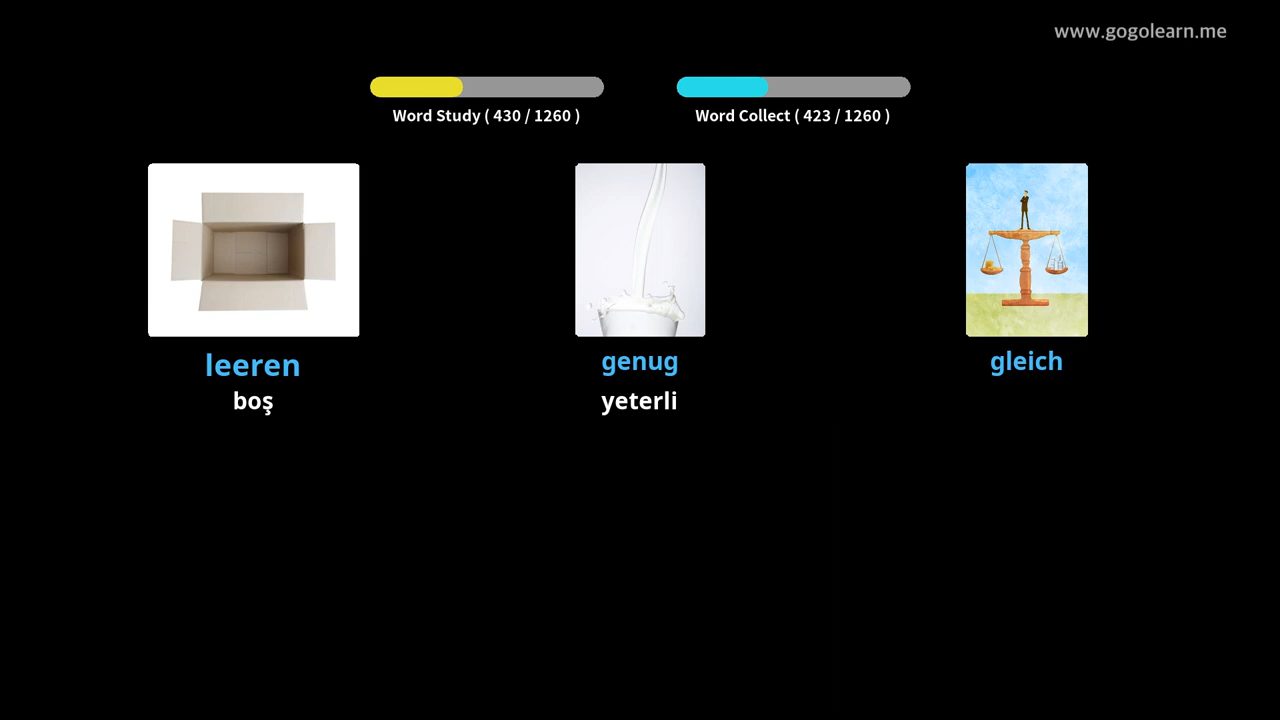 www.gogolearn.me
Word Study ( 430 / 1260 )
Word Collect ( 423 / 1260 )
leeren
boş
genug
yeterli
gleich